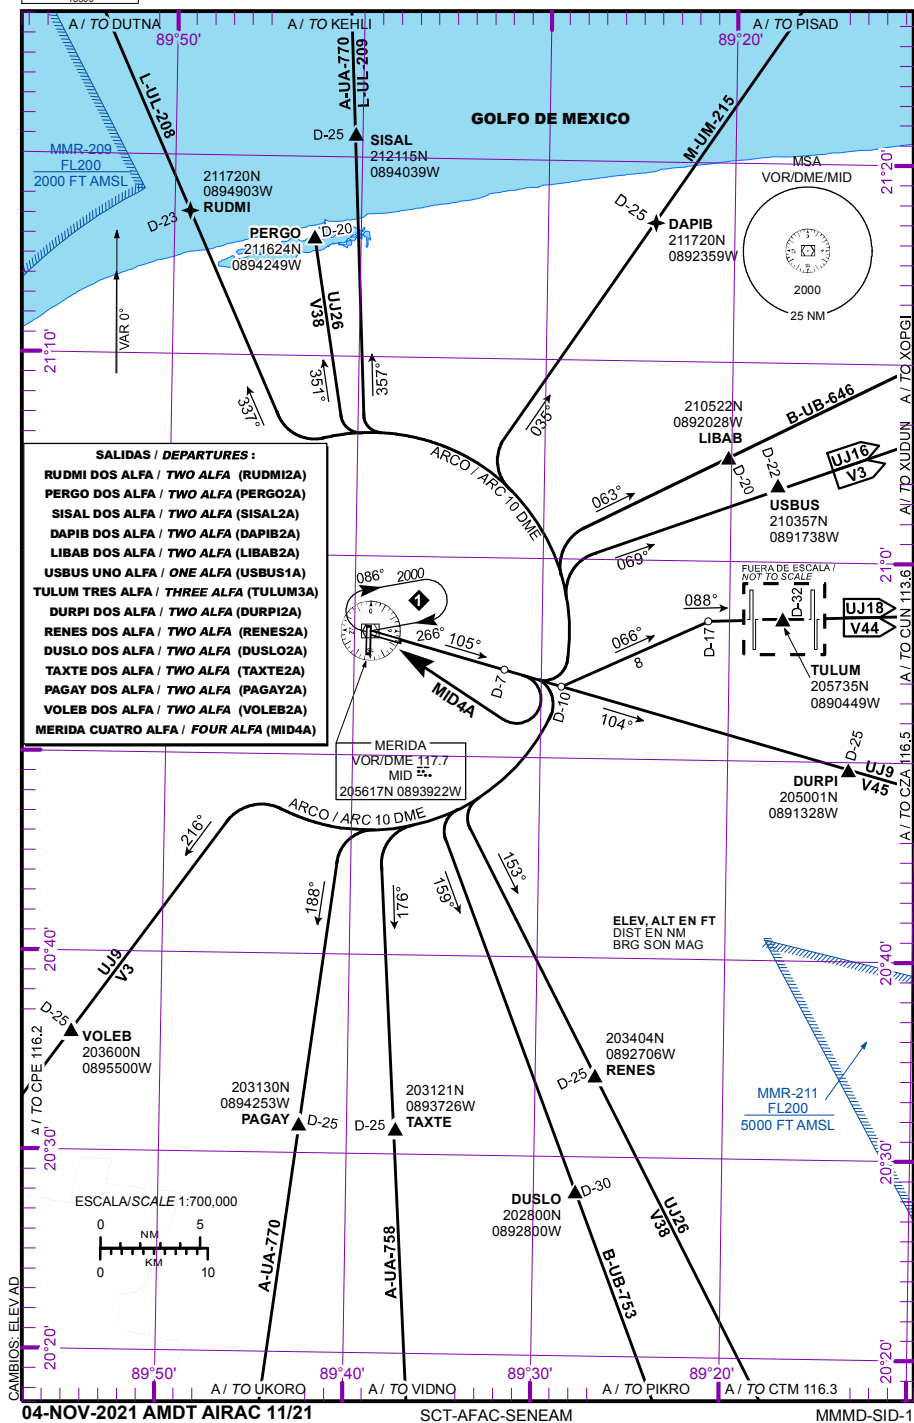 A / TO DUTNA
A / TO KEHLI
A / TO PISAD
89°50'
89°20'
L-UL-208
A-UA-770
L-UL-209
GOLFO DE MEXICO
M-UM-215
MMR-209
FL200
2000 FT AMSL
D-25
SISAL
212115N
0894039W
211720N
0894903W
RUDMI
D-23
PERGO
211624N
0894249W
D-20
D-25
DAPIB
211720N
0892359W
MSA
VOR/DME/MID
2000
25 NM
21°20'
VAR 0°
21°10'
UJ26
V38
337°
351°
357°
035°
A / TO XOPGI
B-UB-646
210522N
0892028W
LIBAB
D-20
D-22
UJ16
V3
A / TO XUDUN
USBUS
210357N
0891738W
063°
069°
ARCO / ARC 10 DME
SALIDAS / DEPARTURES :
RUDMI DOS ALFA / TWO ALFA (RUDMI2A)
PERGO DOS ALFA / TWO ALFA (PERGO2A)
SISAL DOS ALFA / TWO ALFA (SISAL2A)
DAPIB DOS ALFA / TWO ALFA (DAPIB2A)
LIBAB DOS ALFA / TWO ALFA (LIBAB2A)
USBUS UNO ALFA / ONE ALFA (USBUS1A)
TULUM TRES ALFA / THREE ALFA (TULUM3A)
DURPI DOS ALFA / TWO ALFA (DURPI2A)
RENES DOS ALFA / TWO ALFA (RENES2A)
DUSLO DOS ALFA / TWO ALFA (DUSLO2A)
TAXTE DOS ALFA / TWO ALFA (TAXTE2A)
PAGAY DOS ALFA / TWO ALFA (PAGAY2A)
VOLEB DOS ALFA / TWO ALFA (VOLEB2A)
MERIDA CUATRO ALFA / FOUR ALFA (MID4A)
21°0'
086°
2000
1
266°
105°
D-7
MID4A
D-10
066°
8
088°
D-17
FUERA DE ESCALA /
NOT TO SCALE
D-32
UJ18
V44
A / TO CUN 113.6
TULUM
205735N
0890449W
104°
D-25
UJ9
V45
A / TO CZA 116.5
DURPI
205001N
0891328W
MERIDA
VOR/DME 117.7
MID
205617N 0893922W
ARCO / ARC 10 DME
216°
188°
176°
159°
153°
ELEV, ALT EN FT
DIST EN NM
BRG SON MAG
20°40'
20°40'
UJ9
V3
D-25
VOLEB
203600N
0895500W
A / TO CPE 116.2
203404N
0892706W
RENES
D-25
203130N
0894253W
PAGAY
D-25
203121N
0893726W
TAXTE
D-25
MMR-211
FL200
5000 FT AMSL
20°30'
20°30'
ESCALA/SCALE 1:700,000
0
5
NM
KM
0
10
DUSLO
202800N
0892800W
D-30
A-UA-770
A-UA-758
B-UB-753
UJ26
V38
20°20'
20°20'
CAMBIOS: ELEV AD
89°50'
89°40'
89°30'
89°20'
A / TO UKORO
A / TO VIDNO
A / TO PIKRO
A / TO CTM 116.3
04-NOV-2021 AMDT AIRAC 11/21
SCT-AFAC-SENEAM
MMMD-SID-1